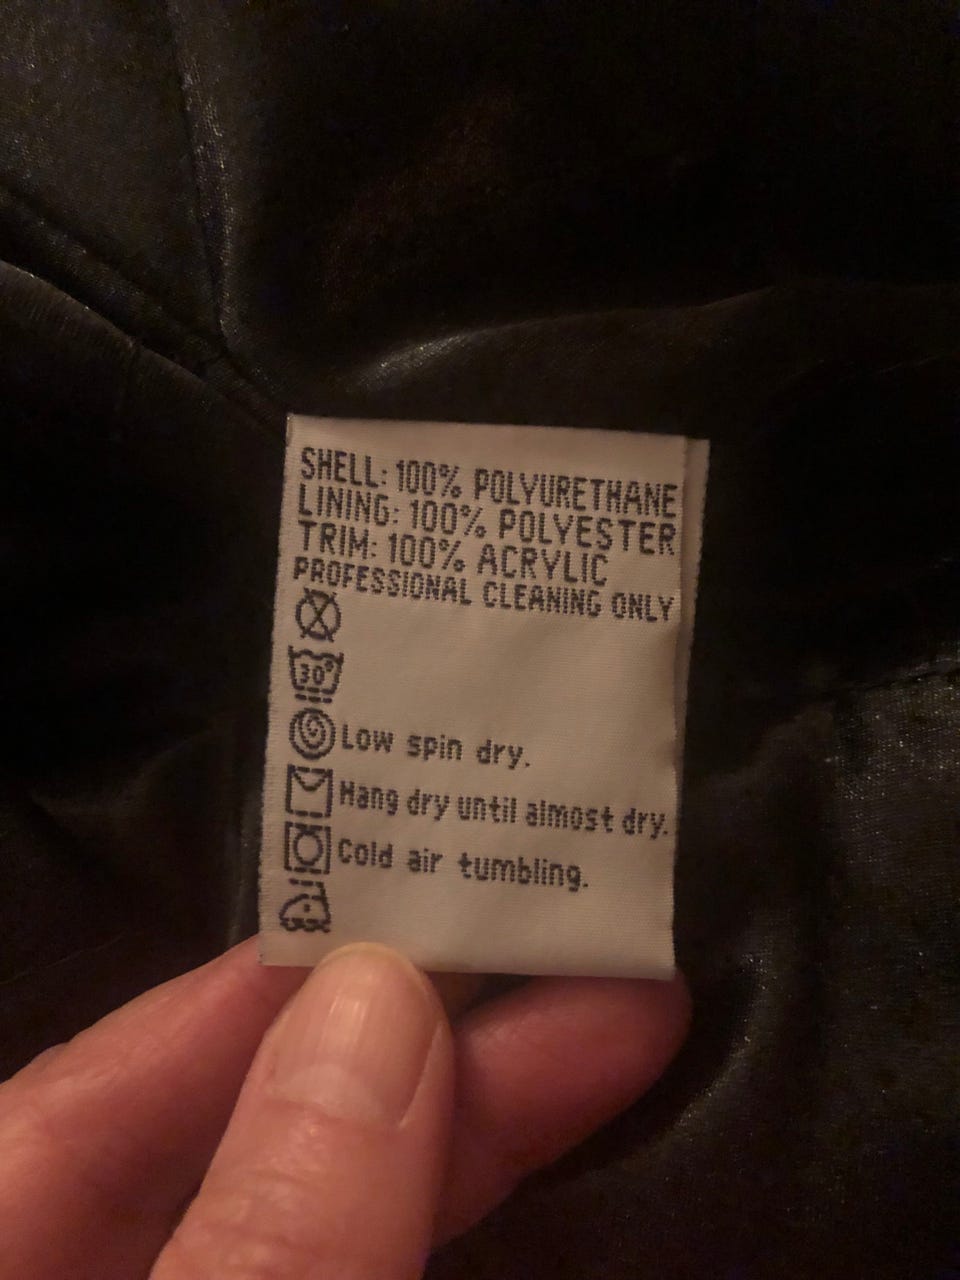 SHELL: 100% POLYURETHANE
LINING: 100% POLYESTER
TRIM: 100% ACRYLIC
PROFESSIONAL CLEANING ONLY
30°
Low spin dry.
Hang dry until almost dry.
Cold air tumbling.